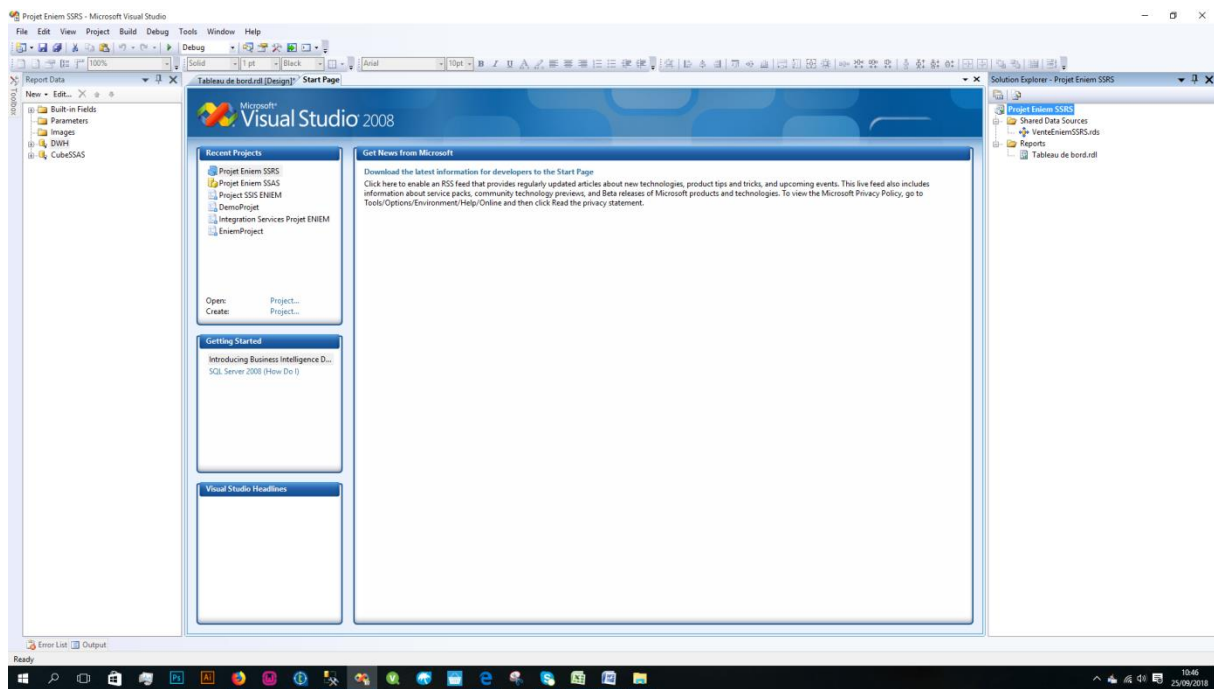 Projet Eniem SSRS - Microsoft Visual Studio
File Edit View Project Build Debug Tools Window Help
Debug
100% Solid 1 pt Black Arial 10pt B I U A
Report Data
New Edit...
Built-in Fields
Parameters
Images
DWH
CubeSSAS
Toolbox
Tableau de bord.rdl [Design]* Start Page
Microsoft
Visual Studio 2008
Recent Projects
Projet Eniem SSRS
Projet Eniem SSAS
Project SSIS ENIEM
DemoProjet
Integration Services Projet ENIEM
EniemProject
Open: Project...
Create: Project...
Getting Started
Introducing Business Intelligence D...
SQL Server 2008 (How Do I)
Visual Studio Headlines
Get News from Microsoft
Download the latest information for developers to the Start Page
Click here to enable an RSS feed that provides regularly updated articles about new technologies, product tips and tricks, and upcoming events. This live feed also includes
information about service packs, community technology previews, and Beta releases of Microsoft products and technologies. To view the Microsoft Privacy Policy, go to
Tools/Options/Environment/Help/Online and then click Read the privacy statement.
Solution Explorer - Projet Eniem SSRS
Projet Eniem SSRS
Shared Data Sources
VenteEniemSSRS.rds
Reports
Tableau de bord.rdl
Error List Output
Ready
Ps Ai
10:46
25/09/2018